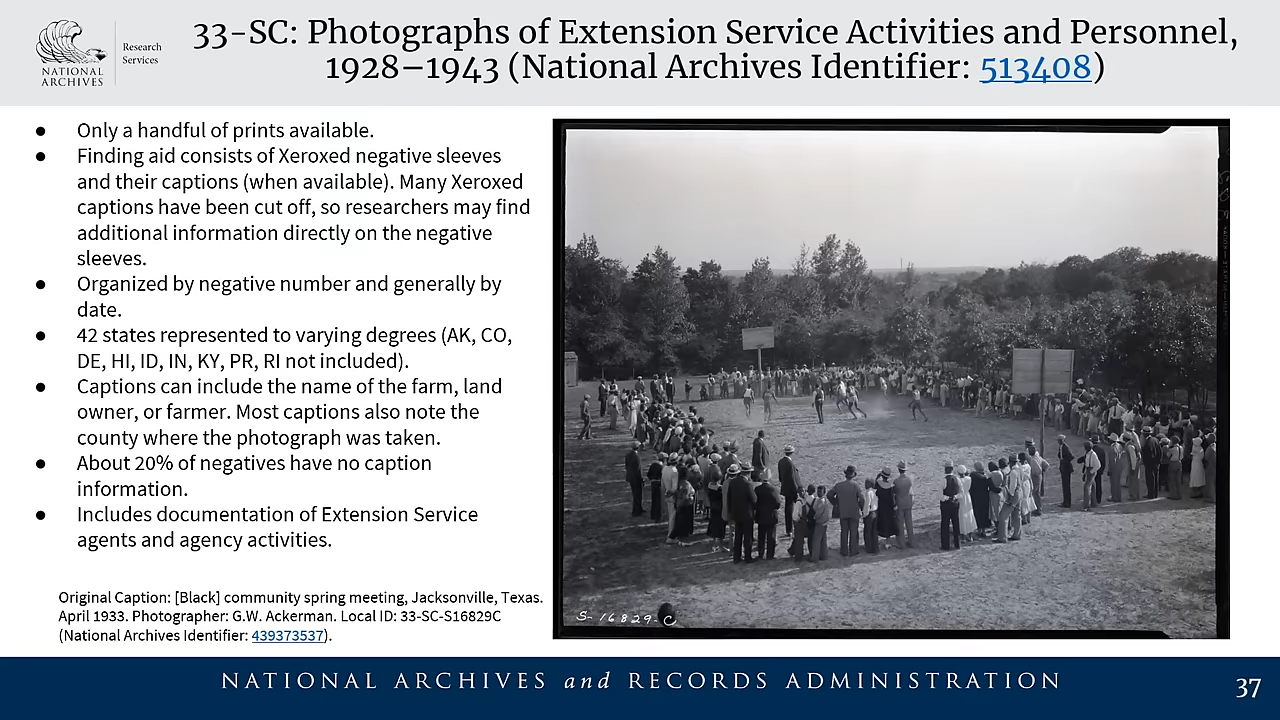 NATIONAL
ARCHIVES
Research
Services
33-SC: Photographs of Extension Service Activities and Personnel,
1928–1943 (National Archives Identifier: 513408)
● Only a handful of prints available.
● Finding aid consists of Xeroxed negative sleeves
and their captions (when available). Many Xeroxed
captions have been cut off, so researchers may find
additional information directly on the negative
sleeves.
● Organized by negative number and generally by
date.
● 42 states represented to varying degrees (AK, CO,
DE, HI, ID, IN, KY, PR, RI not included).
● Captions can include the name of the farm, land
owner, or farmer. Most captions also note the
county where the photograph was taken.
● About 20% of negatives have no caption
information.
● Includes documentation of Extension Service
agents and agency activities.
Original Caption: [Black] community spring meeting, Jacksonville, Texas.
April 1933. Photographer: G.W. Ackerman. Local ID: 33-SC-S16829C
(National Archives Identifier: 439373537).
S-16829-C
NATIONAL ARCHIVES and RECORDS ADMINISTRATION
37